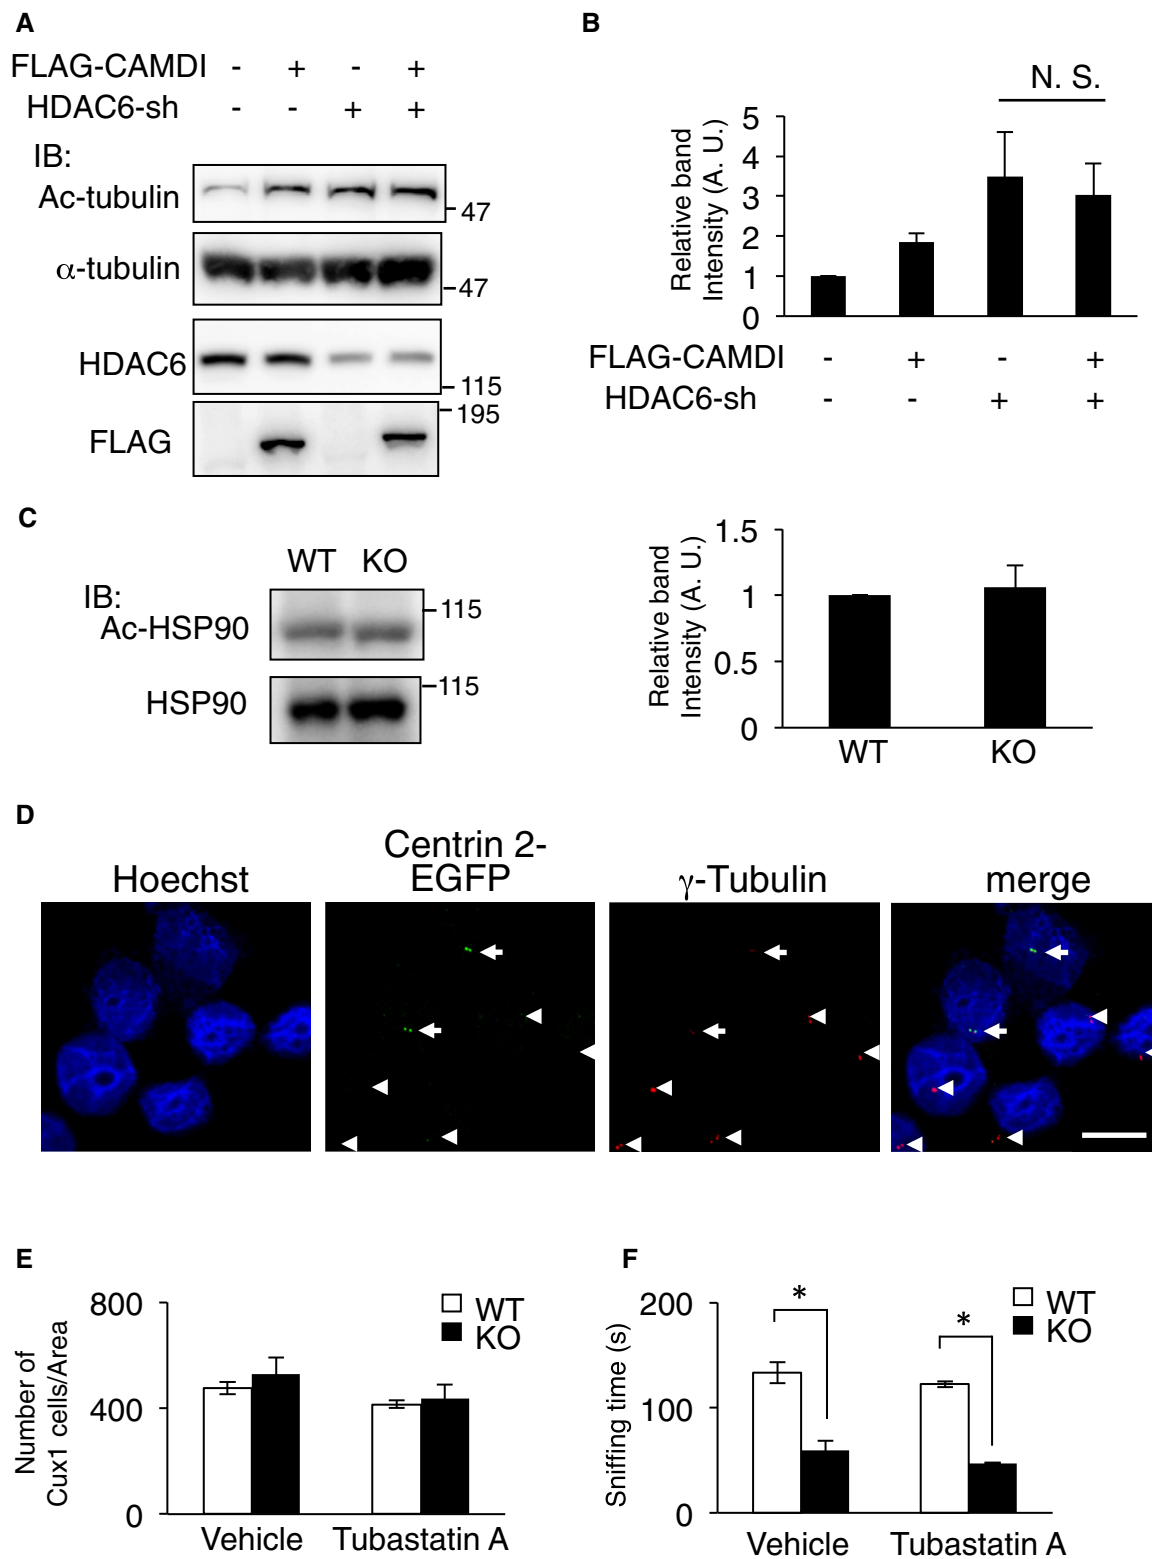 A
FLAG-CAMDI - + - +
HDAC6-sh - - + +
IB:
Ac-tubulin
47
α-tubulin
47
HDAC6
115
195
FLAG
B
N. S.
Relative band
Intensity (A. U.)
5
4
3
2
1
0
FLAG-CAMDI - + - +
HDAC6-sh - - + +
C
WT KO
IB:
115
Ac-HSP90
115
HSP90
Relative band
Intensity (A. U.)
1.5
1
0.5
0
WT KO
D
Hoechst
Centrin 2-
EGFP
γ-Tubulin
merge
E
Number of
Cux1 cells/Area
800
400
0
WT
KO
Vehicle Tubastatin A
F
Sniffing time (s)
200
100
0
* *
WT
KO
Vehicle Tubastatin A